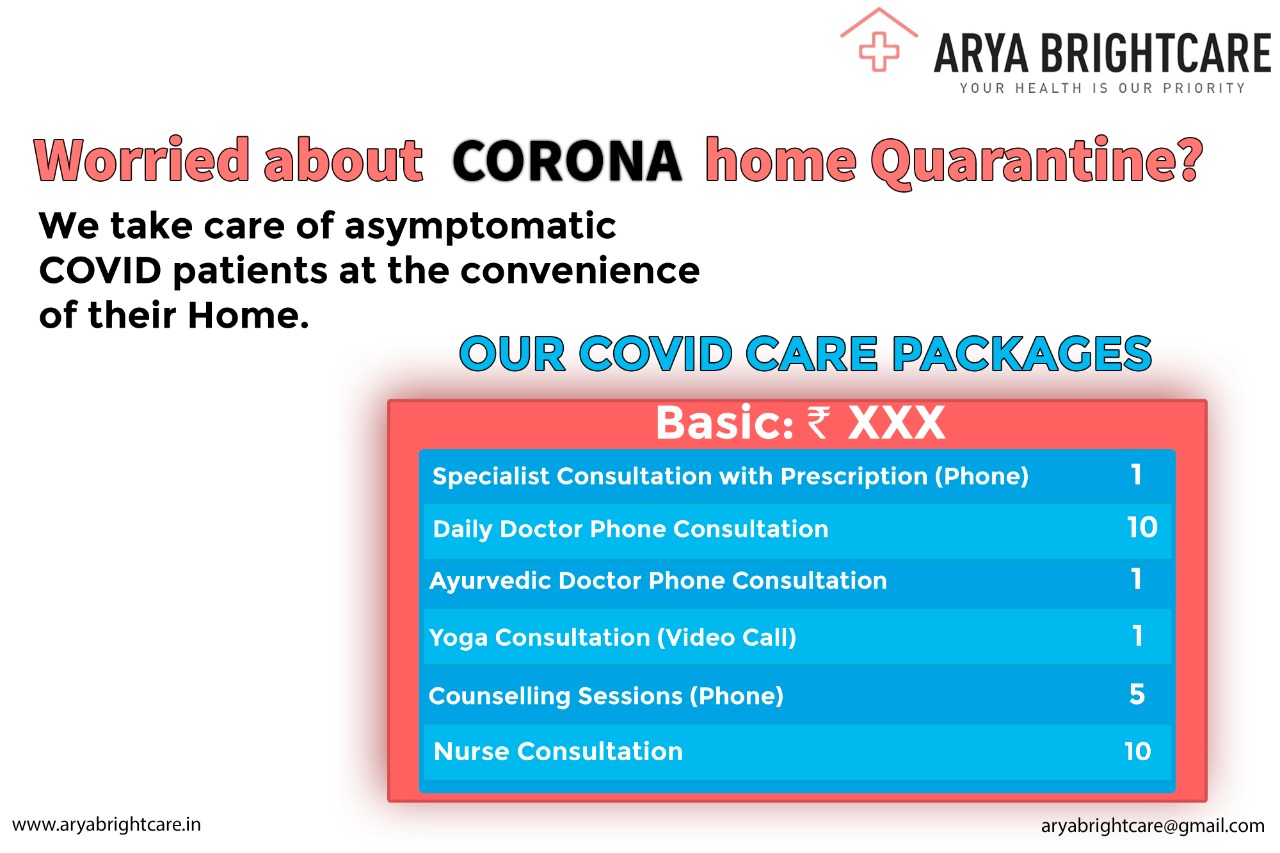 ARYA BRIGHTCARE
YOUR HEALTH IS OUR PRIORITY
Worried about CORONA home Quarantine?
We take care of asymptomatic
COVID patients at the convenience
of their Home.
OUR COVID CARE PACKAGES
Basic: ₹ XXX
Specialist Consultation with Prescription (Phone) 1
Daily Doctor Phone Consultation 10
Ayurvedic Doctor Phone Consultation 1
Yoga Consultation (Video Call) 1
Counselling Sessions (Phone) 5
Nurse Consultation 10
www.aryabrightcare.in aryabrightcare@gmail.com